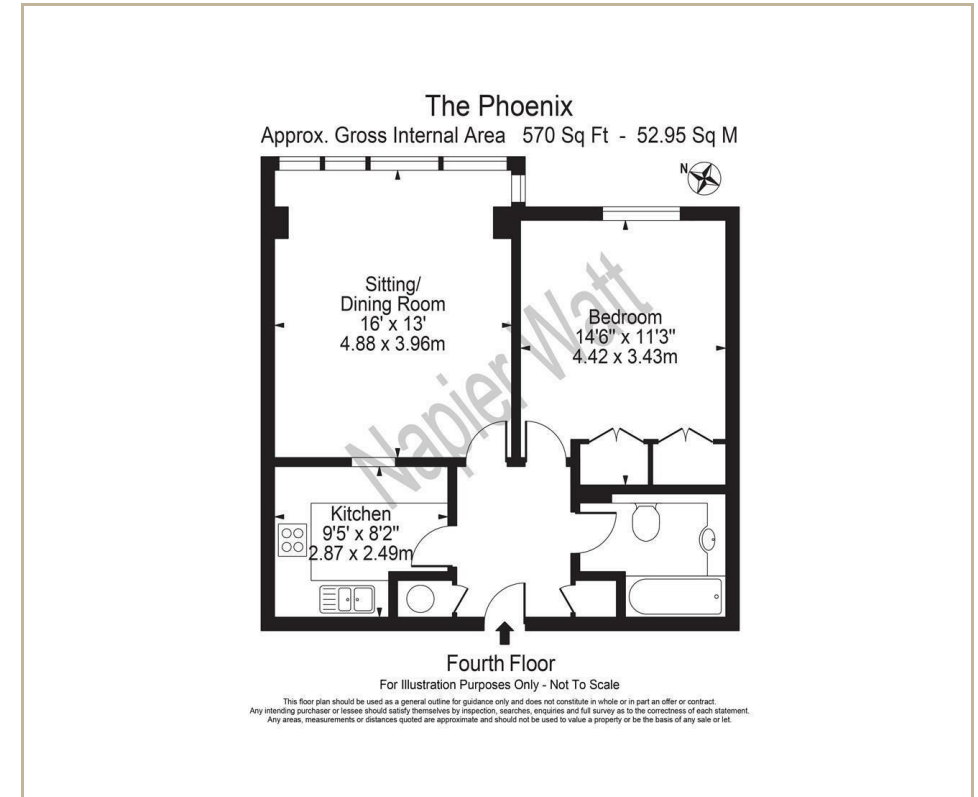 The Phoenix
Approx. Gross Internal Area 570 Sq Ft - 52.95 Sq M
N
Sitting/
Dining Room
16' x 13'
4.88 x 3.96m
Bedroom
14'6" x 11'3"
4.42 x 3.43m
Napier Watt
Kitchen
9'5' x 8'2"
2.87 x 2.49m
Fourth Floor
For Illustration Purposes Only - Not To Scale
This floor plan should be used as a general outline for guidance only and does not constitute in whole or in part an offer or contract.
Any intending purchaser or lessee should satisfy themselves by inspection, searches, enquiries and full survey as to the correctness of each statement.
Any areas, measurements or distances quoted are approximate and should not be used to value a property or be the basis of any sale or let.